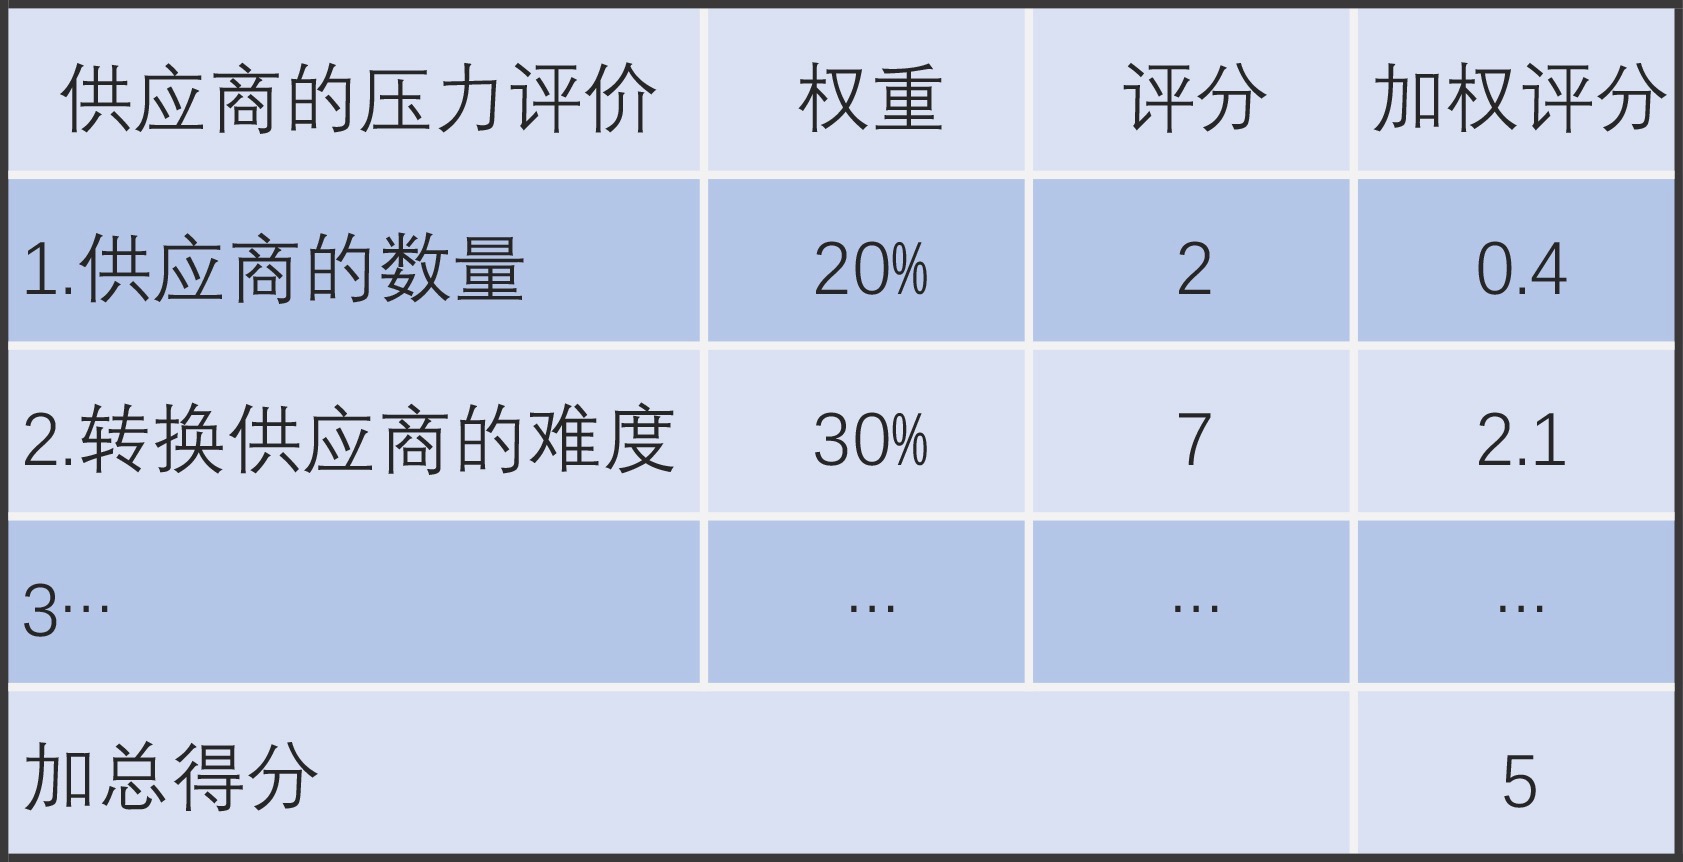 供应商的压力评价 权重 评分 加权评分
1.供应商的数量 20% 2 0.4
2.转换供应商的难度 30% 7 2.1
3… … … …
加总得分 5